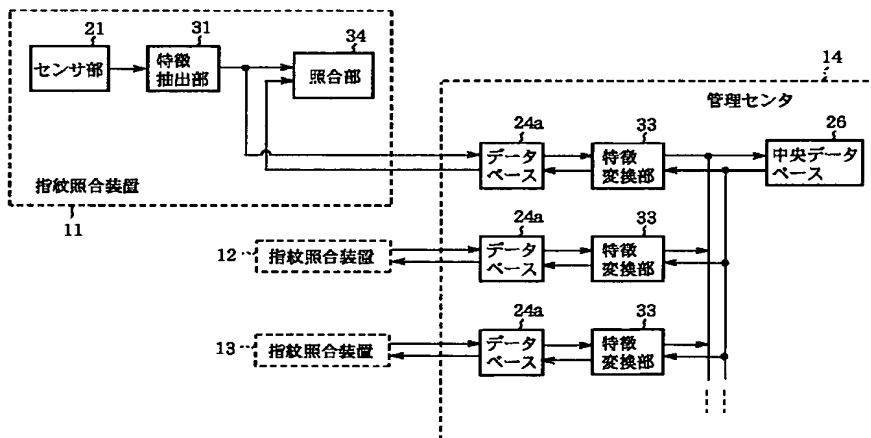 21
31
34
センサ部
特徴
抽出部
照合部
指紋照合装置
11
14
管理センタ
24a
33
26
データ
ベース
特徴
変換部
中央データ
ベース
12
指紋照合装置
24a
33
データ
ベース
特徴
変換部
13
指紋照合装置
24a
33
データ
ベース
特徴
変換部